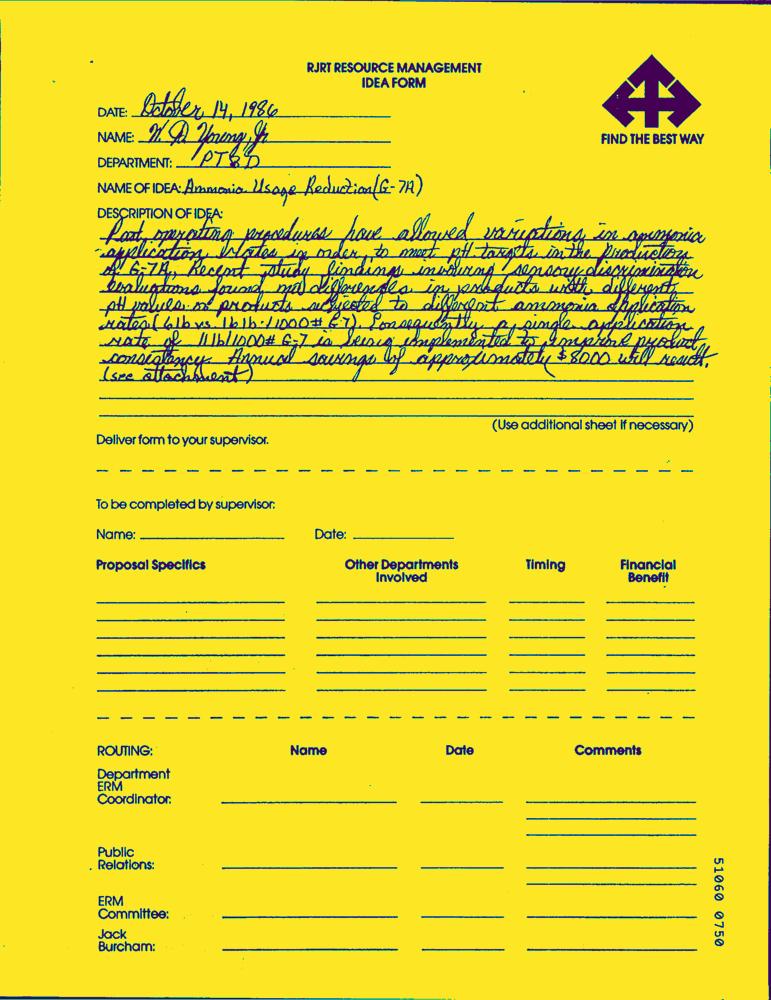 RJRT RESOURCE MANAGEMENT
IDEA FORM
FIND THE BEST WAY
DATE: October 14, 1986
NAME: W. D. Young, Jr
DEPARTMENT: PT&D
NAME OF IDEA: Ammonia Usage Reduction (G-7A)
DESCRIPTION OF IDEA:
Past operating procedures have allowed variations in ammonia
application rates in order to meet pH targets in the production
of G-7A. Recent study findings involving sensory discrimination
evaluations found no differences in products with different
pH values or products subjected to different ammonia application
rates (6 lb vs. 16 lb./1000# G-7). Consequently a single application
rate of 11 lb/1000# G-7 is being implemented to improve product
consistancy. Annual savings of approximately $8000 will result.
(see attachment)
(Use additional sheet if necessary)
Deliver form to your supervisor.
To be completed by supervisor:
Name: Date:
Proposal Specifics Other Departments Involved Timing Financial Benefit
ROUTING: Name Date Comments
Department
ERM
Coordinator:
Public
Relations:
ERM
Committee:
Jack
Burcham:
51060 0750